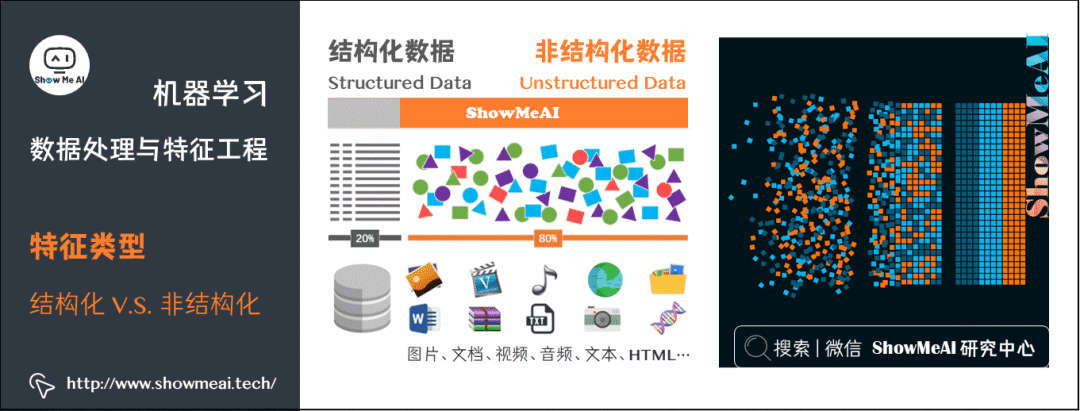 AI
Show Me AI
机器学习
数据处理与特征工程
特征类型
结构化 V.S. 非结构化
http://www.showmeai.tech/
结构化数据
非结构化数据
Structured Data
Unstructured Data
ShowMeAI
20%
80%
V
W
TXT
图片、文档、视频、音频、文本、HTML…
ShowMeAI
搜索 | 微信 ShowMeAI 研究中心